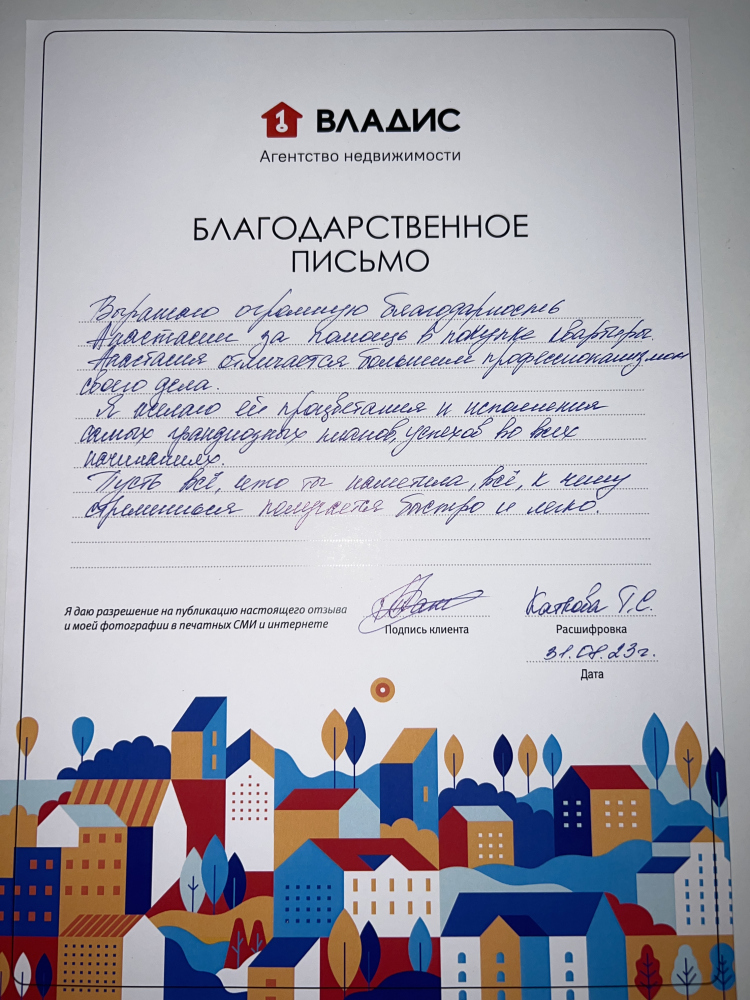 ВЛАДИС
Агентство недвижимости
БЛАГОДАРСТВЕННОЕ
ПИСЬМО
Выражаю огромную благодарность
Анастасии за помощь в покупке квартиры.
Анастасия отличается большим профессионализмом
своего дела.
Я желаю ей процветания и исполнения
самых грандиозных планов, успехов во всех
начинаниях.
Пусть всё, что ты наметила, всё, к чему
стремишься получается быстро и легко.
Я даю разрешение на публикацию настоящего отзыва
и моей фотографии в печатных СМИ и интернете
Подпись клиента
Каткова Т.С.
Расшифровка
23г.
Дата